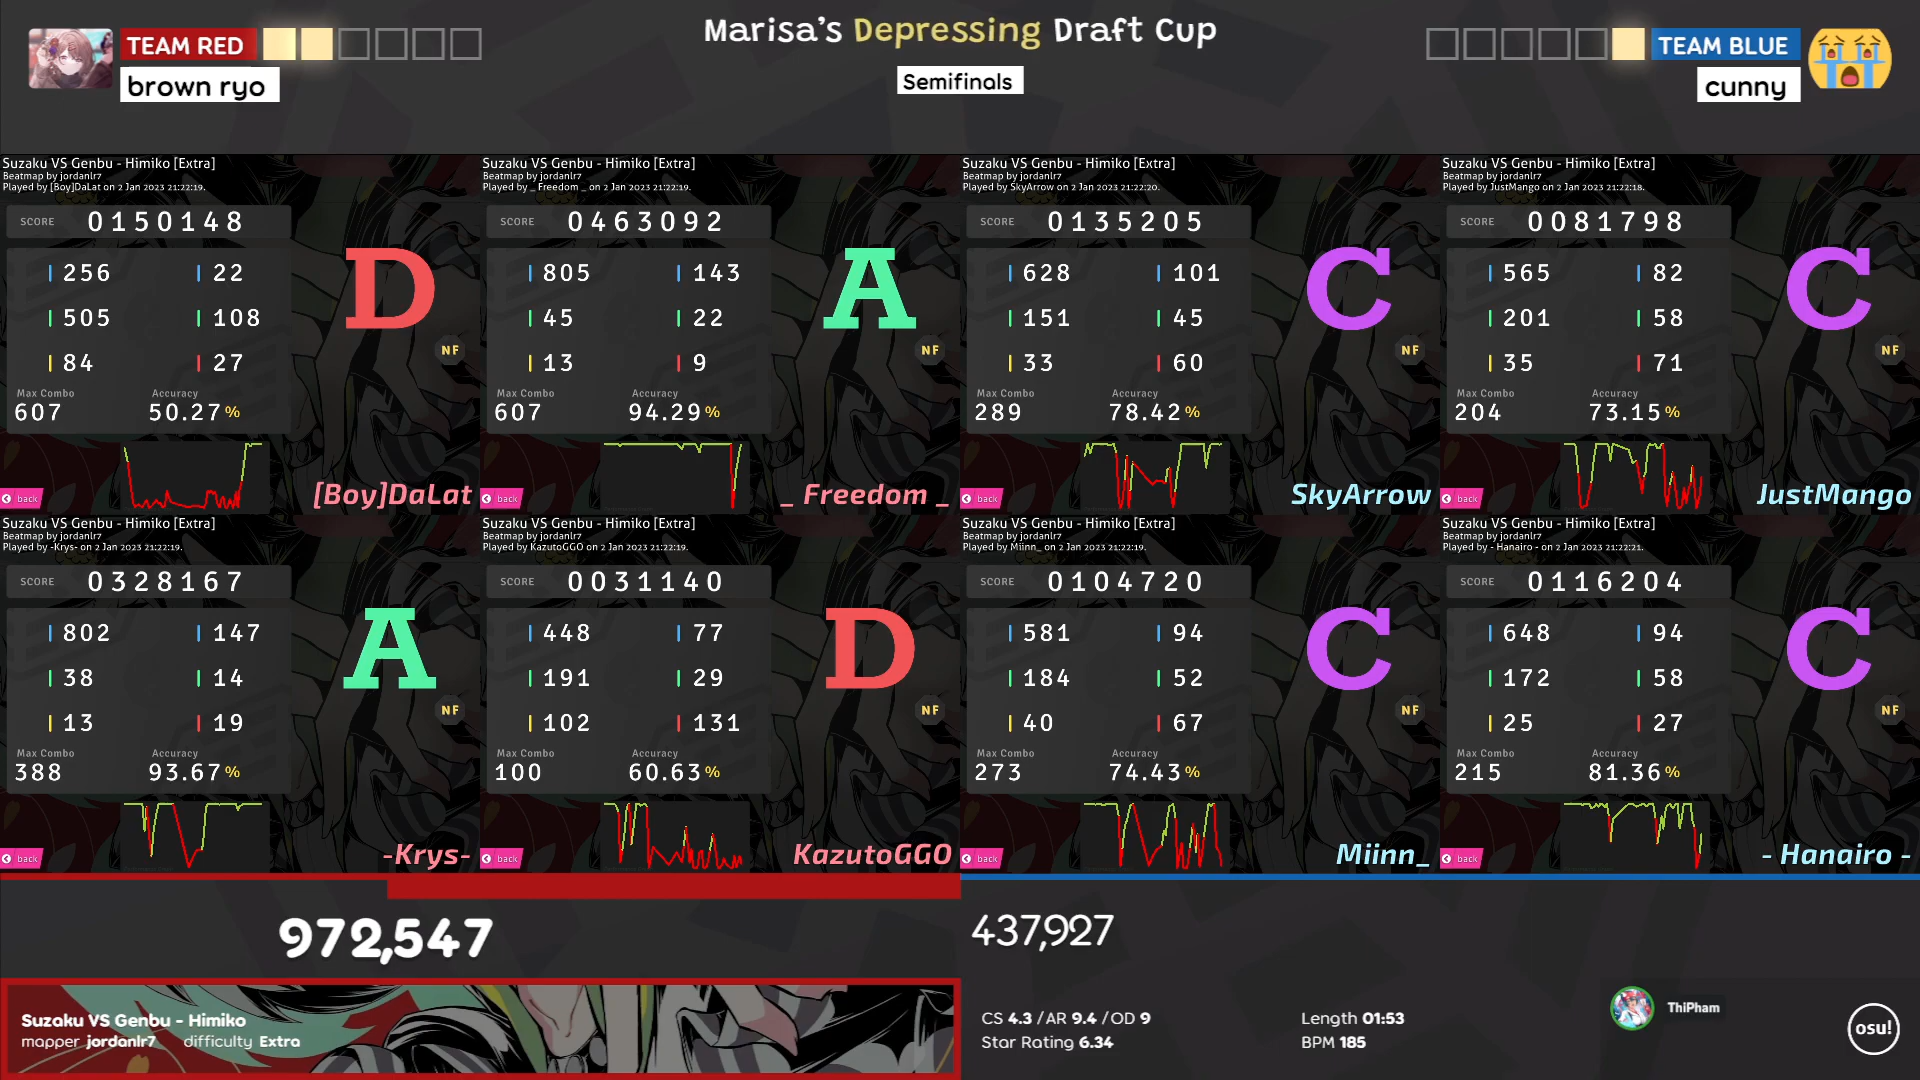 Marisa's Depressing Draft Cup
Semifinals
TEAM RED
brown ryo
TEAM BLUE
cunny
Suzaku VS Genbu - Himiko [Extra]
Beatmap by jordanlr7
Played by [Boy]DaLat on 2 Jan 2023 21:22:19.
SCORE 0150148
256 22
505 108
84 27
Max Combo Accuracy
607 50.27%
D
NF
back
[Boy]DaLat
Suzaku VS Genbu - Himiko [Extra]
Beatmap by jordanlr7
Played by _ Freedom _ on 2 Jan 2023 21:22:19.
SCORE 0463092
805 143
45 22
13 9
Max Combo Accuracy
607 94.29%
A
NF
back
_ Freedom _
Suzaku VS Genbu - Himiko [Extra]
Beatmap by jordanlr7
Played by SkyArrow on 2 Jan 2023 21:22:20.
SCORE 0135205
628 101
151 45
33 60
Max Combo Accuracy
289 78.42%
C
NF
back
SkyArrow
Suzaku VS Genbu - Himiko [Extra]
Beatmap by jordanlr7
Played by JustMango on 2 Jan 2023 21:22:18.
SCORE 0081798
565 82
201 58
35 71
Max Combo Accuracy
204 73.15%
C
NF
back
JustMango
Suzaku VS Genbu - Himiko [Extra]
Beatmap by jordanlr7
Played by -Krys- on 2 Jan 2023 21:22:19.
SCORE 0328167
802 147
38 14
13 19
Max Combo Accuracy
388 93.67%
A
NF
back
-Krys-
Suzaku VS Genbu - Himiko [Extra]
Beatmap by jordanlr7
Played by KazutoGGO on 2 Jan 2023 21:22:19.
SCORE 0031140
448 77
191 29
102 131
Max Combo Accuracy
100 60.63%
D
NF
back
KazutoGGO
Suzaku VS Genbu - Himiko [Extra]
Beatmap by jordanlr7
Played by Miinn_ on 2 Jan 2023 21:22:19.
SCORE 0104720
581 94
184 52
40 67
Max Combo Accuracy
273 74.43%
C
NF
back
Miinn_
Suzaku VS Genbu - Himiko [Extra]
Beatmap by jordanlr7
Played by - Hanairo - on 2 Jan 2023 21:22:21.
SCORE 0116204
648 94
172 58
25 27
Max Combo Accuracy
215 81.36%
C
NF
back
- Hanairo -
972,547
437,927
Suzaku VS Genbu - Himiko
mapper jordanlr7 difficulty Extra
CS 4.3 / AR 9.4 / OD 9
Star Rating 6.34
Length 01:53
BPM 185
ThiPham
osu!